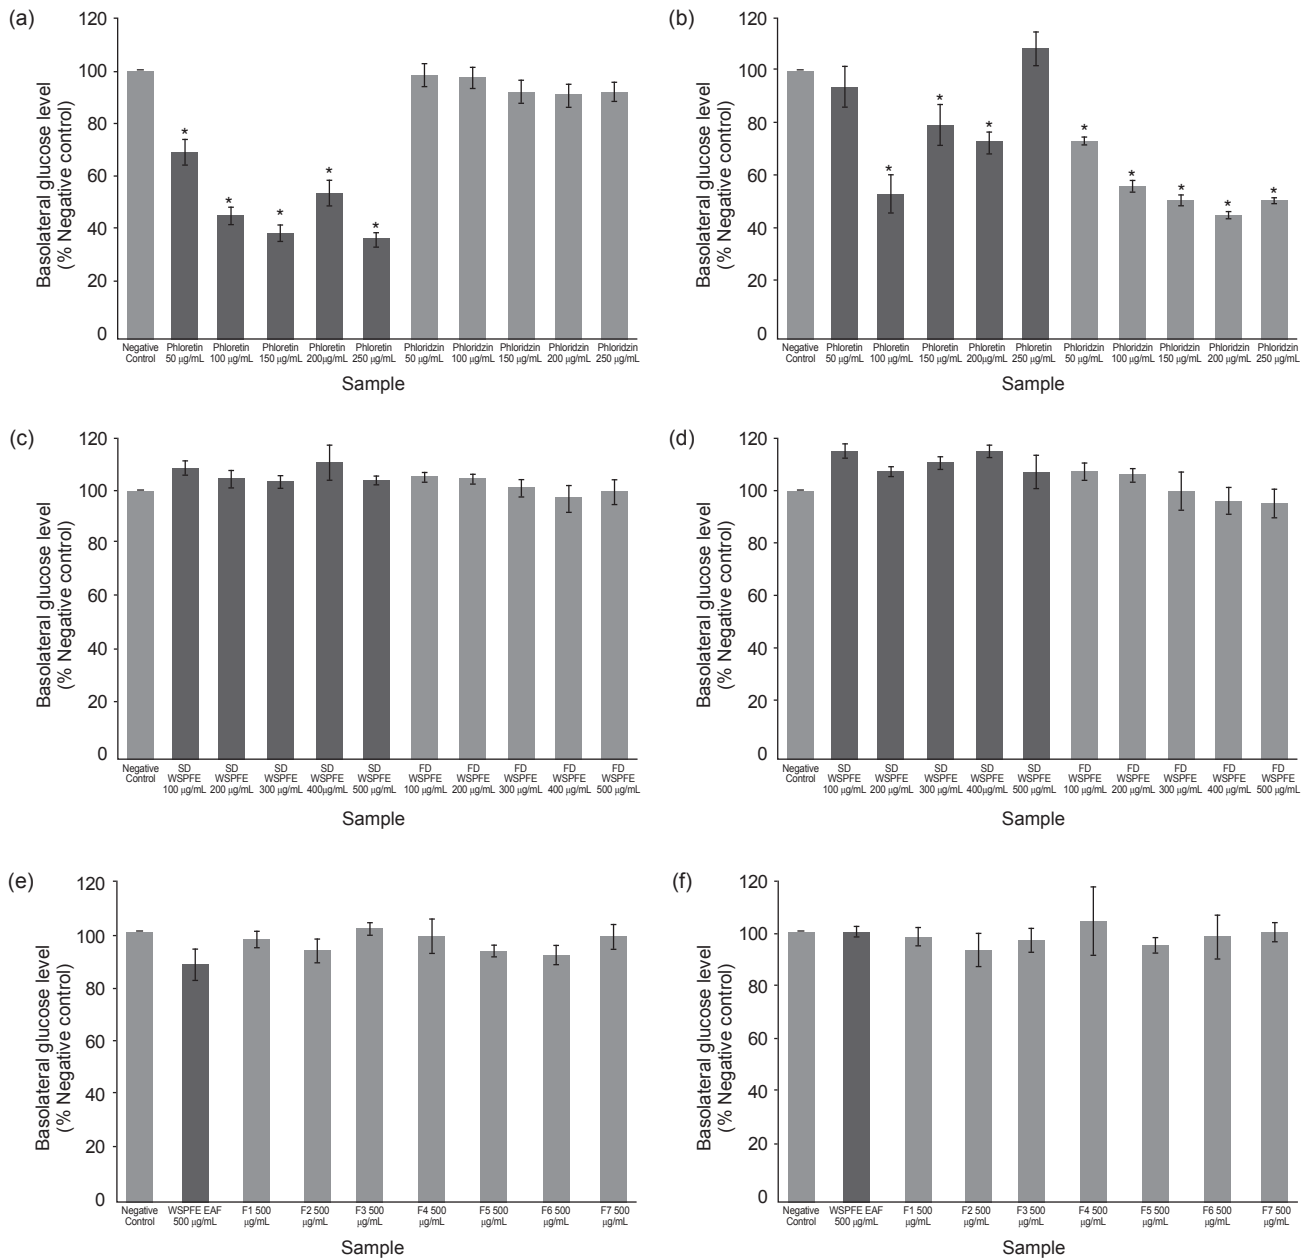 (a)
120
100
80
60
40
20
0
Basolateral glucose level
(% Negative control)
*
*
*
*
*
Negative Phloretin Phloretin Phloretin Phloretin Phloretin Phloridzin Phloridzin Phloridzin Phloridzin Phloridzin
Control 50 µg/mL 100 µg/mL 150 µg/mL 200µg/mL 250 µg/mL 50 µg/mL 100 µg/mL 150 µg/mL 200 µg/mL 250 µg/mL
Sample
(b)
120
100
80
60
40
20
0
Basolateral glucose level
(% Negative control)
*
*
*
*
*
*
*
*
Negative Phloretin Phloretin Phloretin Phloretin Phloretin Phloridzin Phloridzin Phloridzin Phloridzin Phloridzin
Control 50 µg/mL 100 µg/mL 150 µg/mL 200µg/mL 250 µg/mL 50 µg/mL 100 µg/mL 150 µg/mL 200 µg/mL 250 µg/mL
Sample
(c)
120
100
80
60
40
20
0
Basolateral glucose level
(% Negative control)
Negative SD SD SD SD SD FD FD FD FD FD
Control WSPFE WSPFE WSPFE WSPFE WSPFE WSPFE WSPFE WSPFE WSPFE WSPFE
100 µg/mL 200 µg/mL 300 µg/mL 400µg/mL 500 µg/mL 100 µg/mL 200 µg/mL 300 µg/mL 400 µg/mL 500 µg/mL
Sample
(d)
120
100
80
60
40
20
0
Basolateral glucose level
(% Negative control)
Negative SD SD SD SD SD FD FD FD FD FD
Control WSPFE WSPFE WSPFE WSPFE WSPFE WSPFE WSPFE WSPFE WSPFE WSPFE
100 µg/mL 200 µg/mL 300 µg/mL 400µg/mL 500 µg/mL 100 µg/mL 200 µg/mL 300 µg/mL 400 µg/mL 500 µg/mL
Sample
(e)
120
100
80
60
40
20
0
Basolateral glucose level
(% Negative control)
Negative WSPFE EAF F1 500 F2 500 F3 500 F4 500 F5 500 F6 500 F7 500
Control 500 µg/mL µg/mL µg/mL µg/mL µg/mL µg/mL µg/mL µg/mL
Sample
(f)
120
100
80
60
40
20
0
Basolateral glucose level
(% Negative control)
Negative WSPFE EAF F1 500 F2 500 F3 500 F4 500 F5 500 F6 500 F7 500
Control 500 µg/mL µg/mL µg/mL µg/mL µg/mL µg/mL µg/mL µg/mL
Sample